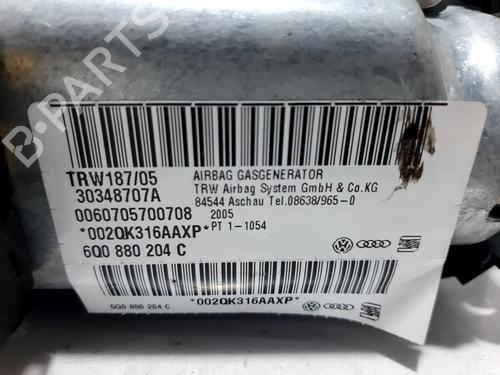 TRW187/05
30348707A
0060705700708
*002QK316AAXP*
6Q0 880 204 C
AIRBAG GASGENERATOR
TRW Airbag System GmbH & Co.KG
84544 Aschau Tel.08638/965-0
2005
PT 1-1054
6Q0 880 204 C
*002QK316AAXP*
B-PARTS